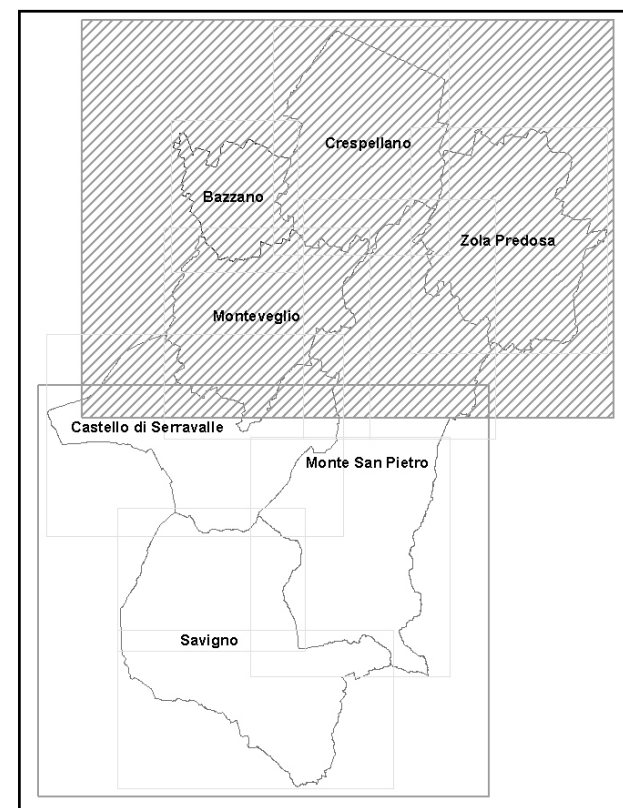 Crespellano
Bazzano
Zola Predosa
Monteveglio
Castello di Serravalle
Monte San Pietro
Savigno